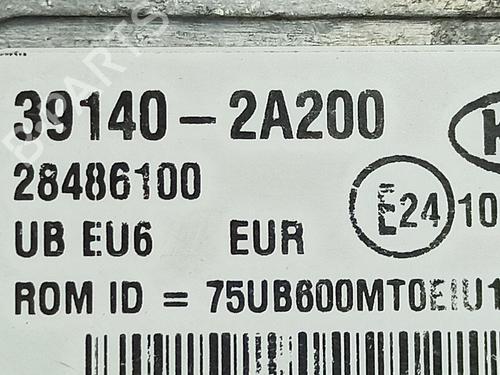 39140-2A200
28486100
E24 10
UB EU6 EUR
ROM ID = 75UB600MT0EIU1